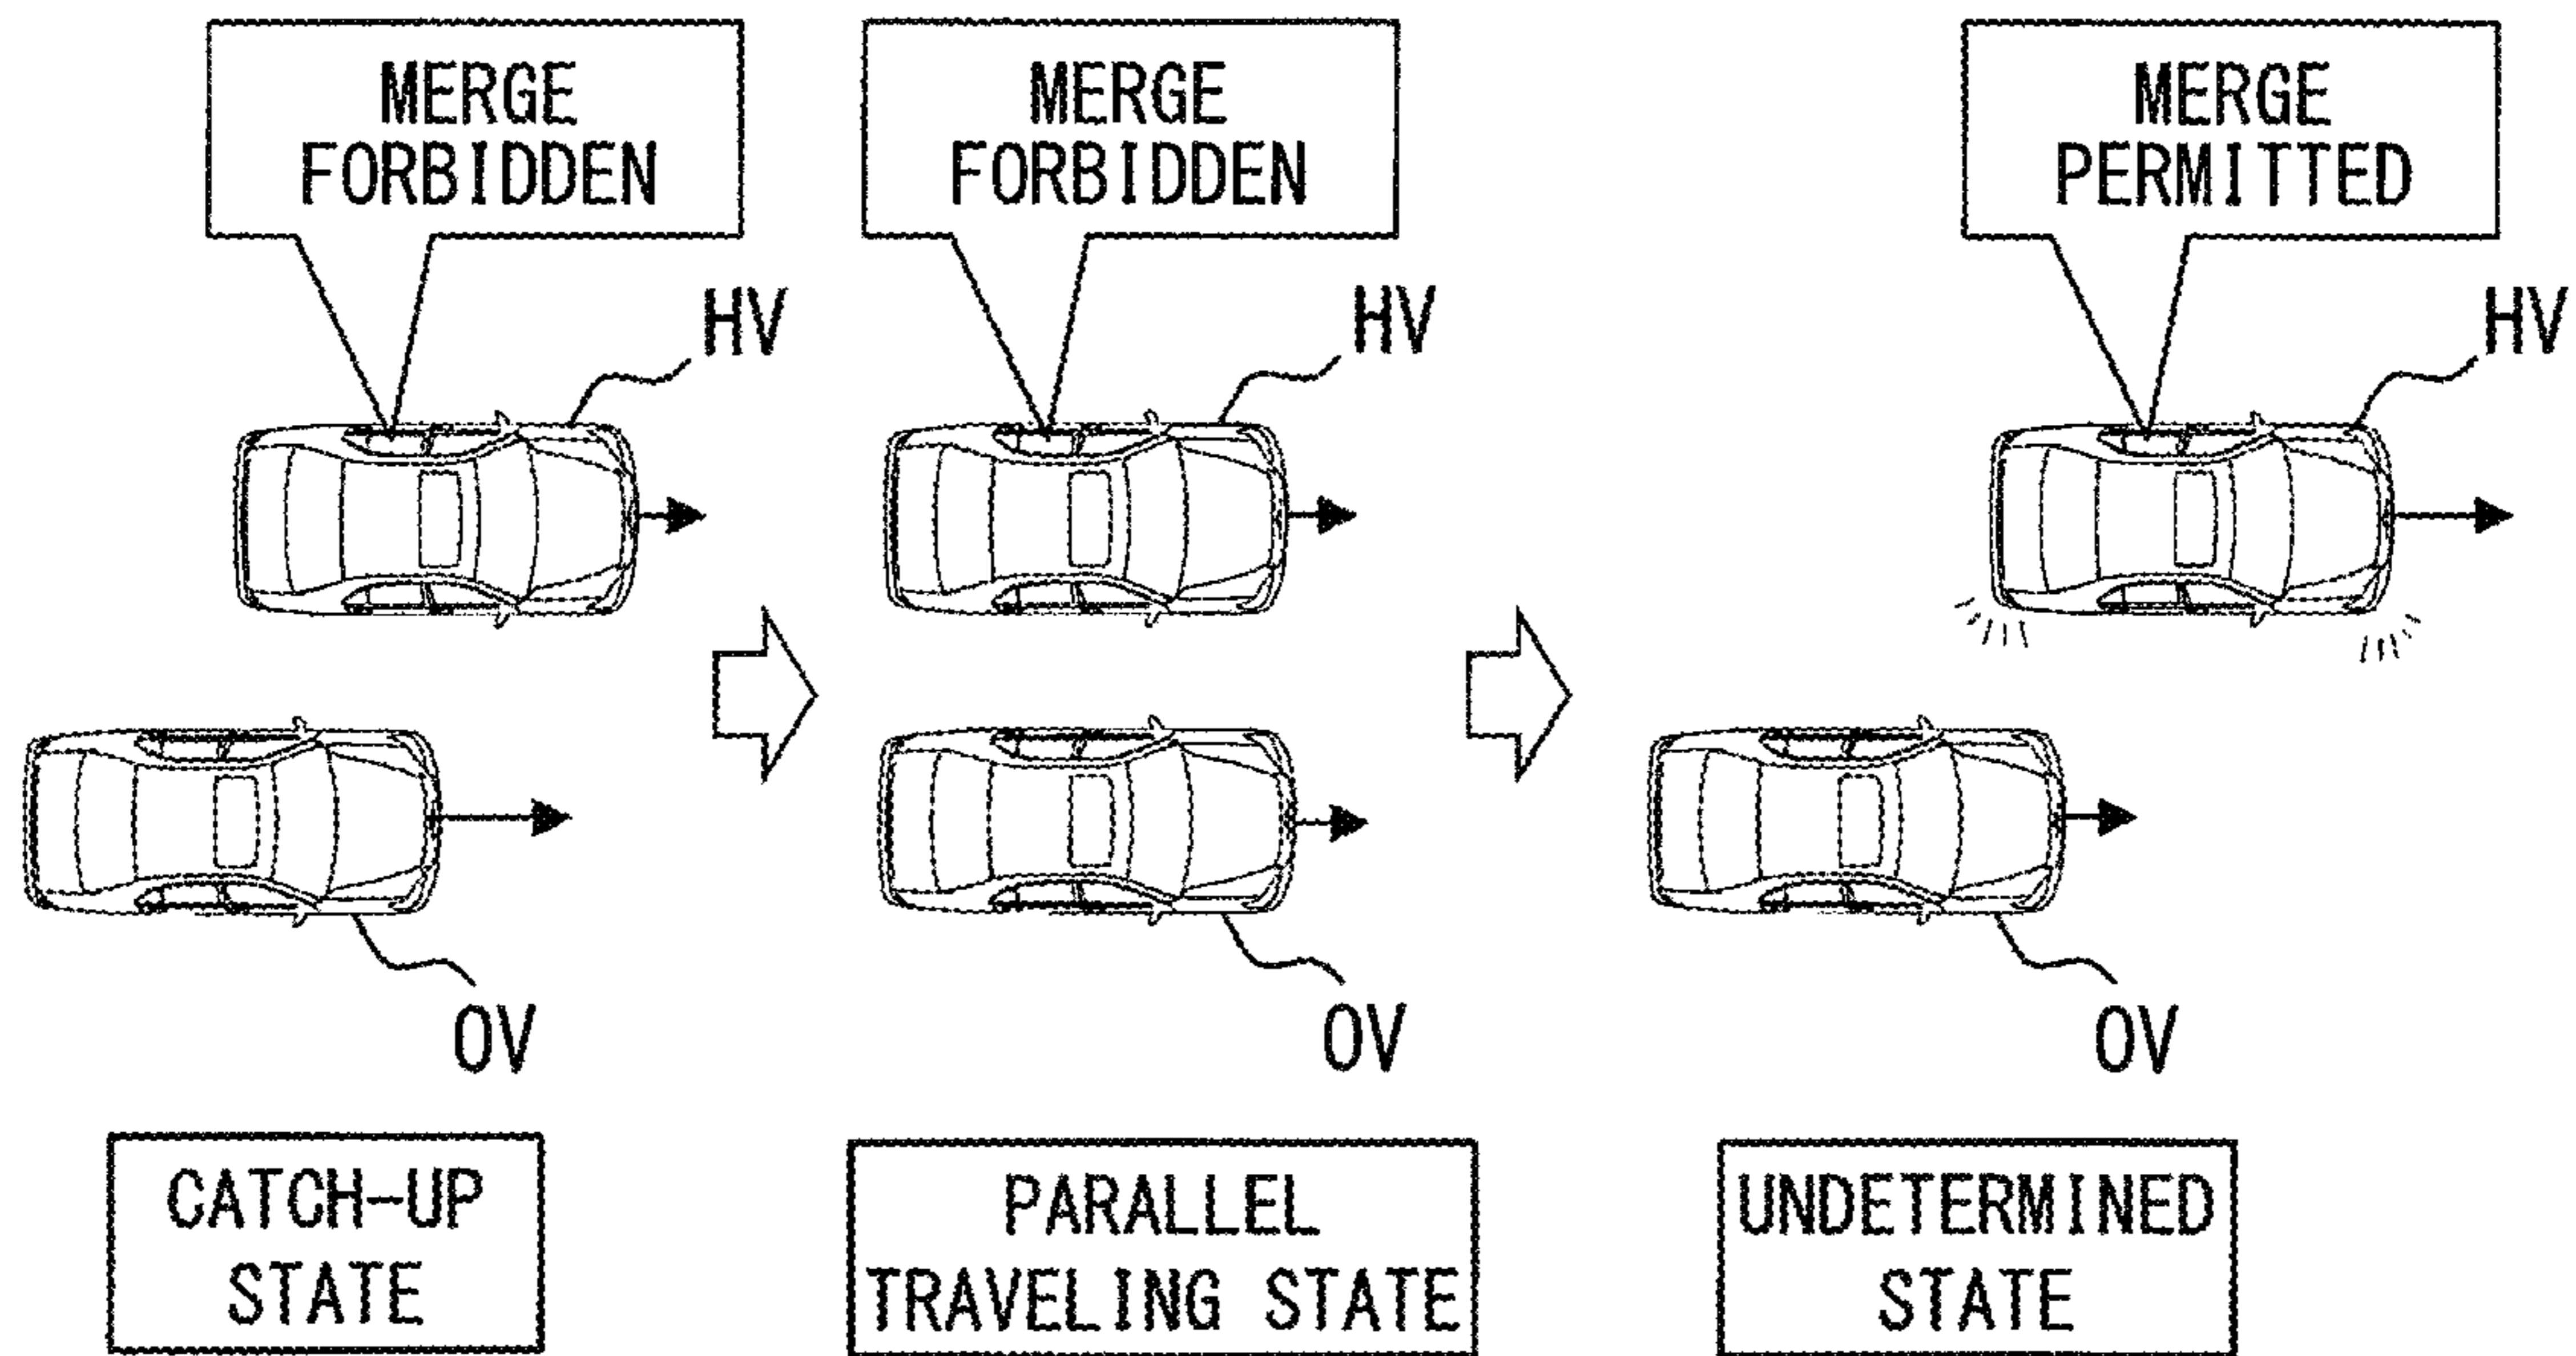 MERGE
FORBIDDEN
MERGE
FORBIDDEN
MERGE
PERMITTED
HV
HV
HV
OV
OV
OV
CATCH-UP
STATE
PARALLEL
TRAVELING STATE
UNDETERMINED
STATE